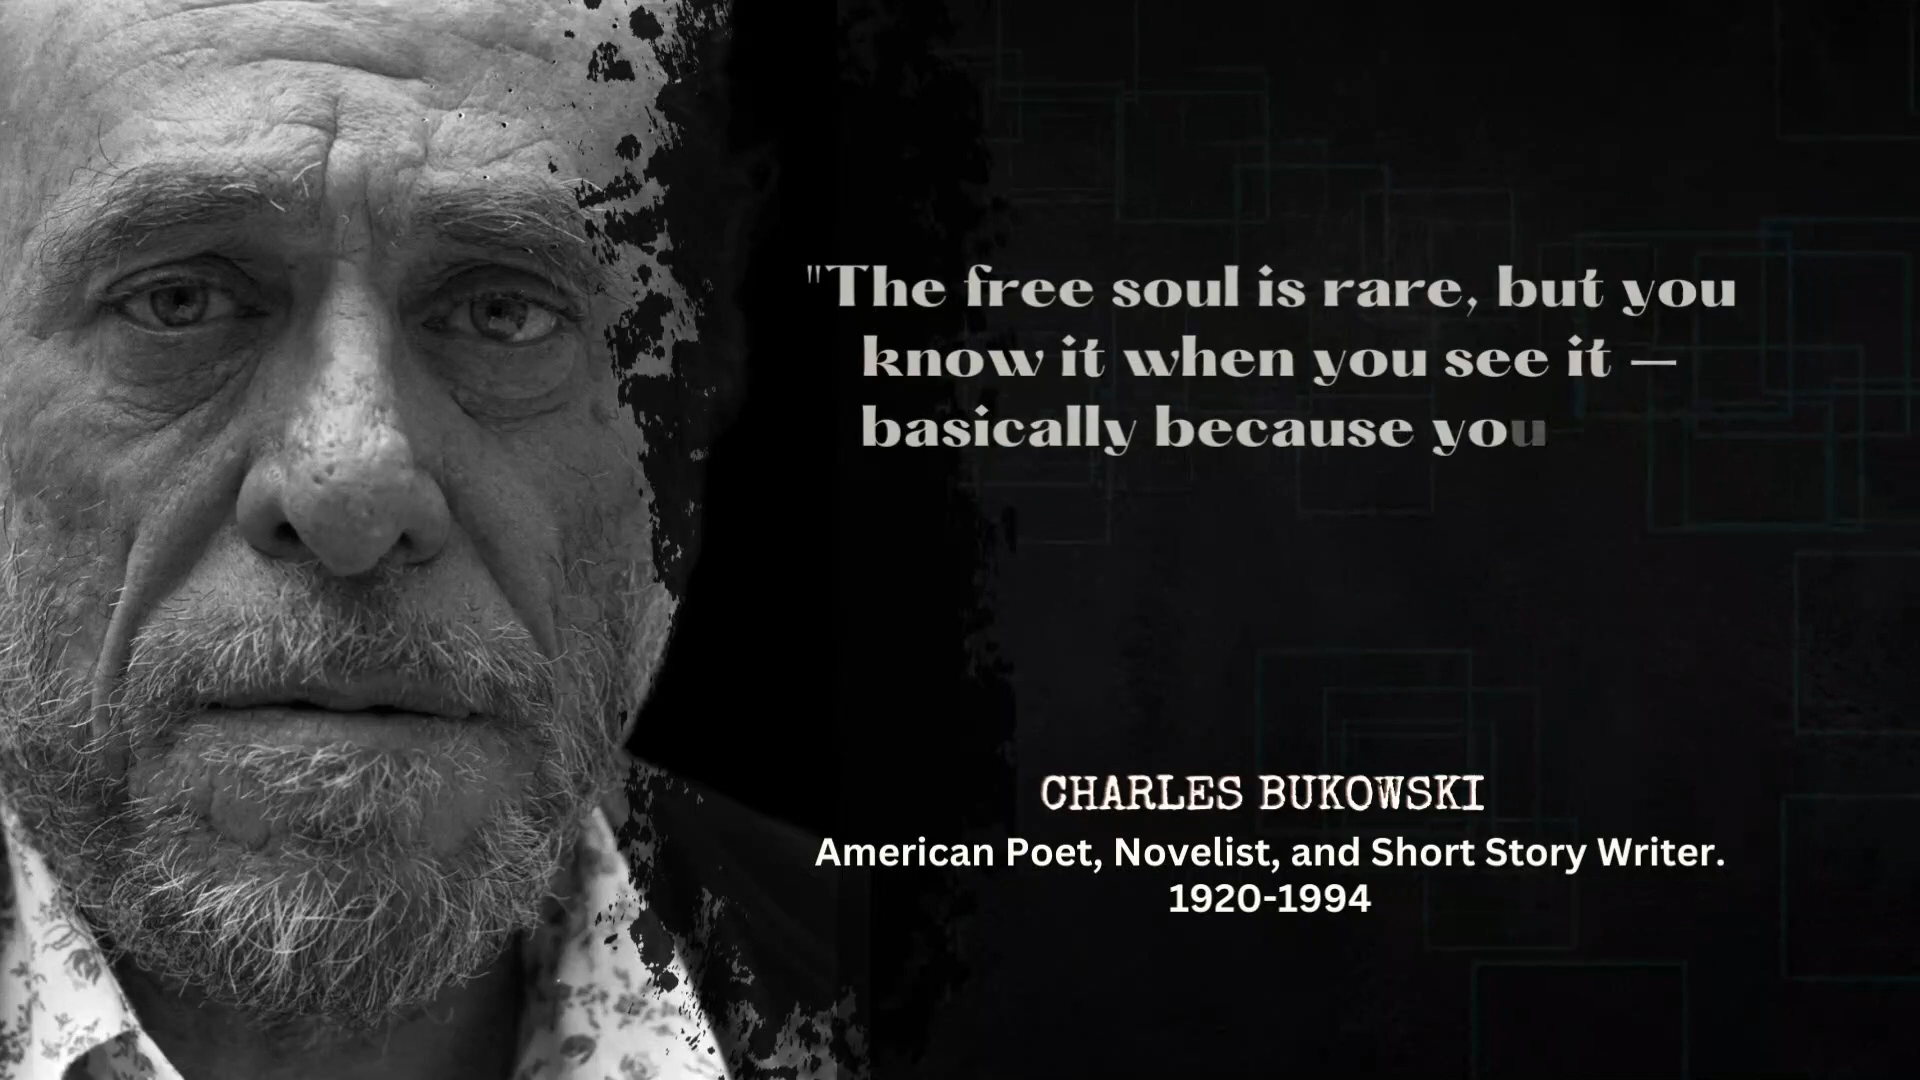 "The free soul is rare, but you
know it when you see it —
basically because you
CHARLES BUKOWSKI
American Poet, Novelist, and Short Story Writer.
1920-1994